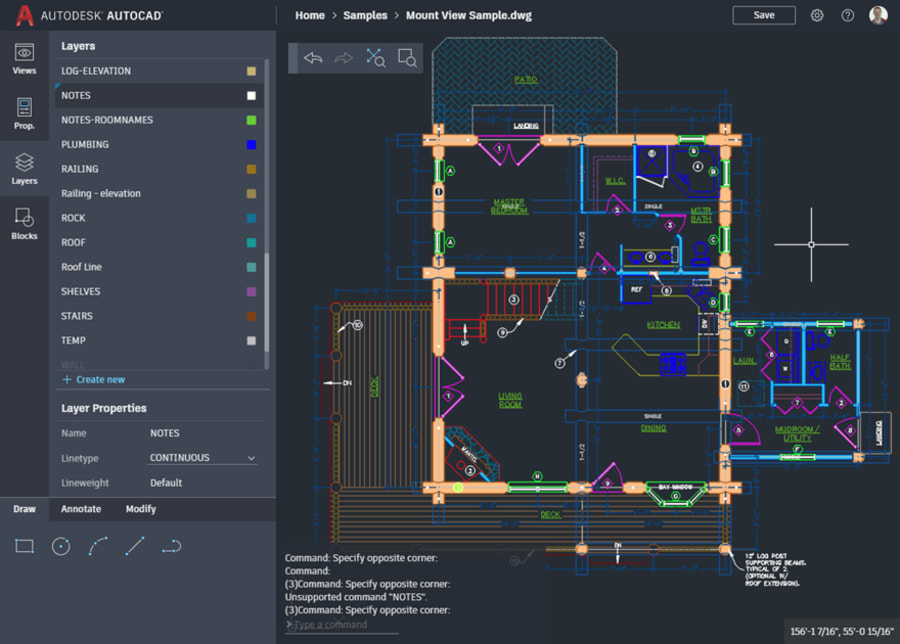 AUTODESK® AUTOCAD®
Home > Samples > Mount View Sample.dwg
Save
Views
Prop.
Layers
Blocks
Layers
LOG-ELEVATION
NOTES
NOTES-ROOMNAMES
PLUMBING
RAILING
Railing - elevation
ROCK
ROOF
Roof Line
SHELVES
STAIRS
TEMP
WALL
+ Create new
Layer Properties
Name NOTES
Linetype CONTINUOUS
Lineweight Default
Draw Annotate Modify
PATIO
LANDING
MASTER
BEDROOM
W.I.C.
SINGLE
MSTR
BATH
REF
KITCHEN
DW
UP
DN
DECK
LIVING
ROOM
SINGLE
DINING
LAUN.
HALF
BATH
MUDROOM/
UTILITY
LANDING
MANTEL
BAY WINDOW
DECK
DN
12" LOG POST
SUPPORTING BEAMS.
TYPICAL OF 2
(OPTIONAL W/
ROOF EXTENSION).
Command: Specify opposite corner:
Command:
(3)Command: Specify opposite corner:
Unsupported command "NOTES".
(3)Command: Specify opposite corner:
Type a command
156'-1 7/16", 55'-0 15/16"